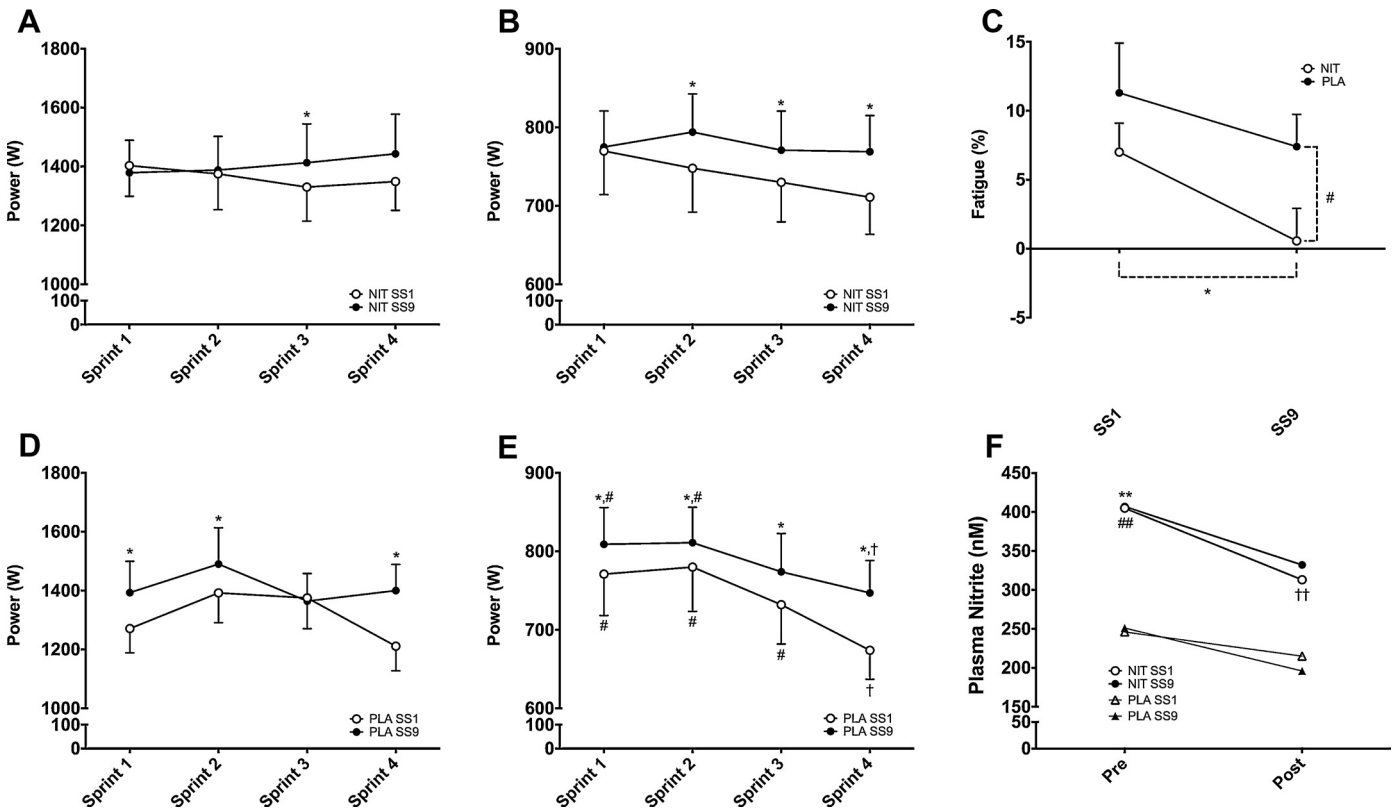 A
Power (W)
1800
1600
1400
1200
1000
100
0
*
NIT SS1
NIT SS9
Sprint 1
Sprint 2
Sprint 3
Sprint 4
B
Power (W)
900
800
700
600
100
0
*
*
*
NIT SS1
NIT SS9
Sprint 1
Sprint 2
Sprint 3
Sprint 4
C
Fatigue (%)
15
10
5
0
-5
NIT
PLA
#
*
SS1
SS9
D
Power (W)
1800
1600
1400
1200
1000
100
0
*
*
*
PLA SS1
PLA SS9
Sprint 1
Sprint 2
Sprint 3
Sprint 4
E
Power (W)
900
800
700
600
100
0
*,#
*,#
*
*,†
#
#
#
†
PLA SS1
PLA SS9
Sprint 1
Sprint 2
Sprint 3
Sprint 4
F
Plasma Nitrite (nM)
450
400
350
300
250
200
150
50
0
**
##
††
NIT SS1
NIT SS9
PLA SS1
PLA SS9
Pre
Post